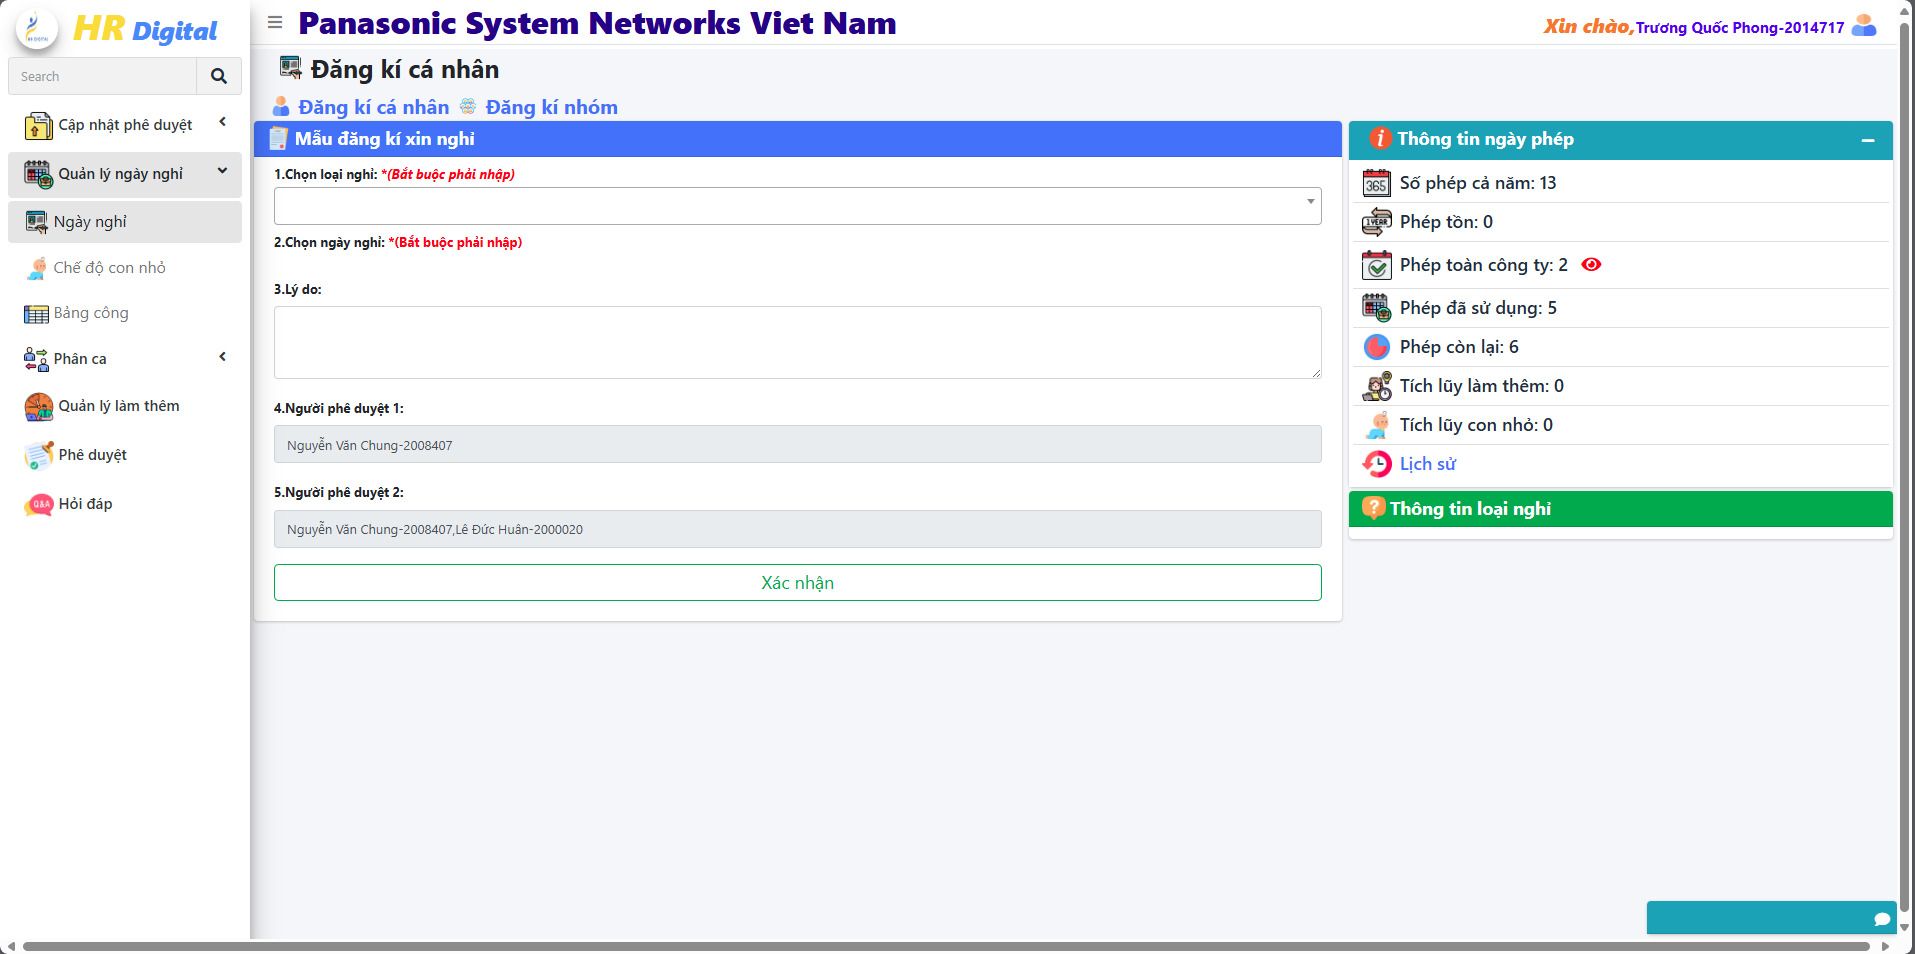 HR Digital
Search
Cập nhật phê duyệt
Quản lý ngày nghỉ
Ngày nghỉ
Chế độ con nhỏ
Bảng công
Phân ca
Quản lý làm thêm
Phê duyệt
Hỏi đáp
Panasonic System Networks Viet Nam
Xin chào,Trương Quốc Phong-2014717
Đăng kí cá nhân
Đăng kí cá nhân Đăng kí nhóm
Mẫu đăng kí xin nghỉ
1.Chọn loại nghỉ: *(Bắt buộc phải nhập)
2.Chọn ngày nghỉ: *(Bắt buộc phải nhập)
3.Lý do:
4.Người phê duyệt 1:
Nguyễn Văn Chung-2008407
5.Người phê duyệt 2:
Nguyễn Văn Chung-2008407,Lê Đức Huân-2000020
Xác nhận
Thông tin ngày phép
365
Số phép cả năm: 13
1YEAR
Phép tồn: 0
Phép toàn công ty: 2
Phép đã sử dụng: 5
Phép còn lại: 6
Tích lũy làm thêm: 0
Tích lũy con nhỏ: 0
Lịch sử
Thông tin loại nghỉ
Q&A